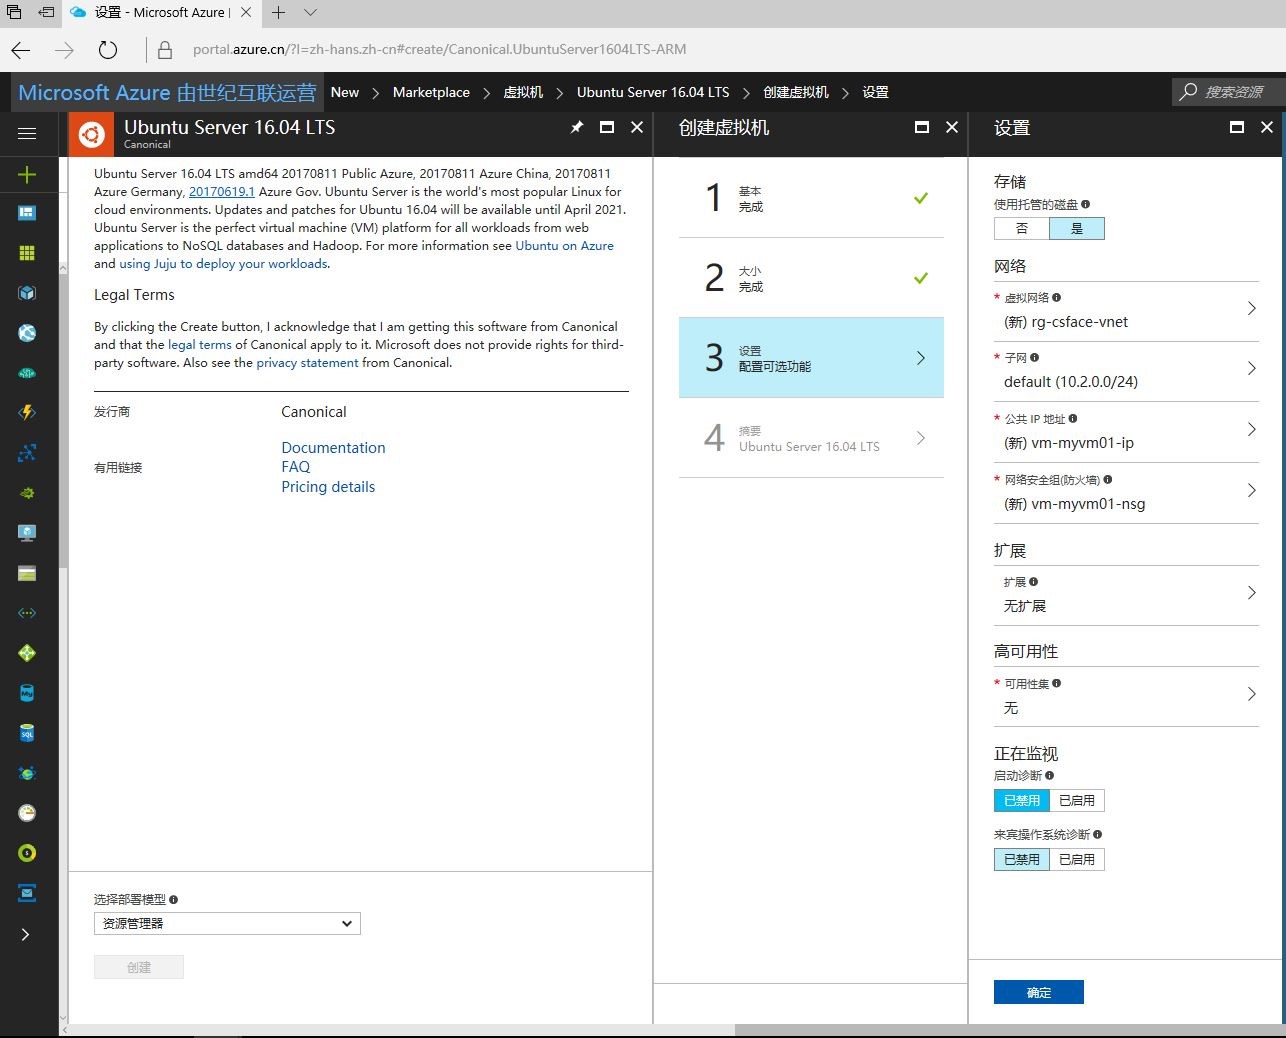 设置 - Microsoft Azure
portal.azure.cn/?l=zh-hans.zh-cn#create/Canonical.UbuntuServer1604LTS-ARM
Microsoft Azure 由世纪互联运营
New
Marketplace
虚拟机
Ubuntu Server 16.04 LTS
创建虚拟机
设置
搜索资源
Ubuntu Server 16.04 LTS
Canonical
Ubuntu Server 16.04 LTS amd64 20170811 Public Azure, 20170811 Azure China, 20170811
Azure Germany, 20170619.1 Azure Gov. Ubuntu Server is the world's most popular Linux for
cloud environments. Updates and patches for Ubuntu 16.04 will be available until April 2021.
Ubuntu Server is the perfect virtual machine (VM) platform for all workloads from web
applications to NoSQL databases and Hadoop. For more information see Ubuntu on Azure
and using Juju to deploy your workloads.
Legal Terms
By clicking the Create button, I acknowledge that I am getting this software from Canonical
and that the legal terms of Canonical apply to it. Microsoft does not provide rights for third-
party software. Also see the privacy statement from Canonical.
发行商
Canonical
有用链接
Documentation
FAQ
Pricing details
选择部署模型
资源管理器
创建
创建虚拟机
1
基本
完成
2
大小
完成
3
设置
配置可选功能
4
摘要
Ubuntu Server 16.04 LTS
设置
存储
使用托管的磁盘
否
是
网络
* 虚拟网络
(新) rg-csface-vnet
* 子网
default (10.2.0.0/24)
* 公共 IP 地址
(新) vm-myvm01-ip
* 网络安全组(防火墙)
(新) vm-myvm01-nsg
扩展
扩展
无扩展
高可用性
* 可用性集
无
正在监视
启动诊断
已禁用
已启用
来宾操作系统诊断
已禁用
已启用
确定